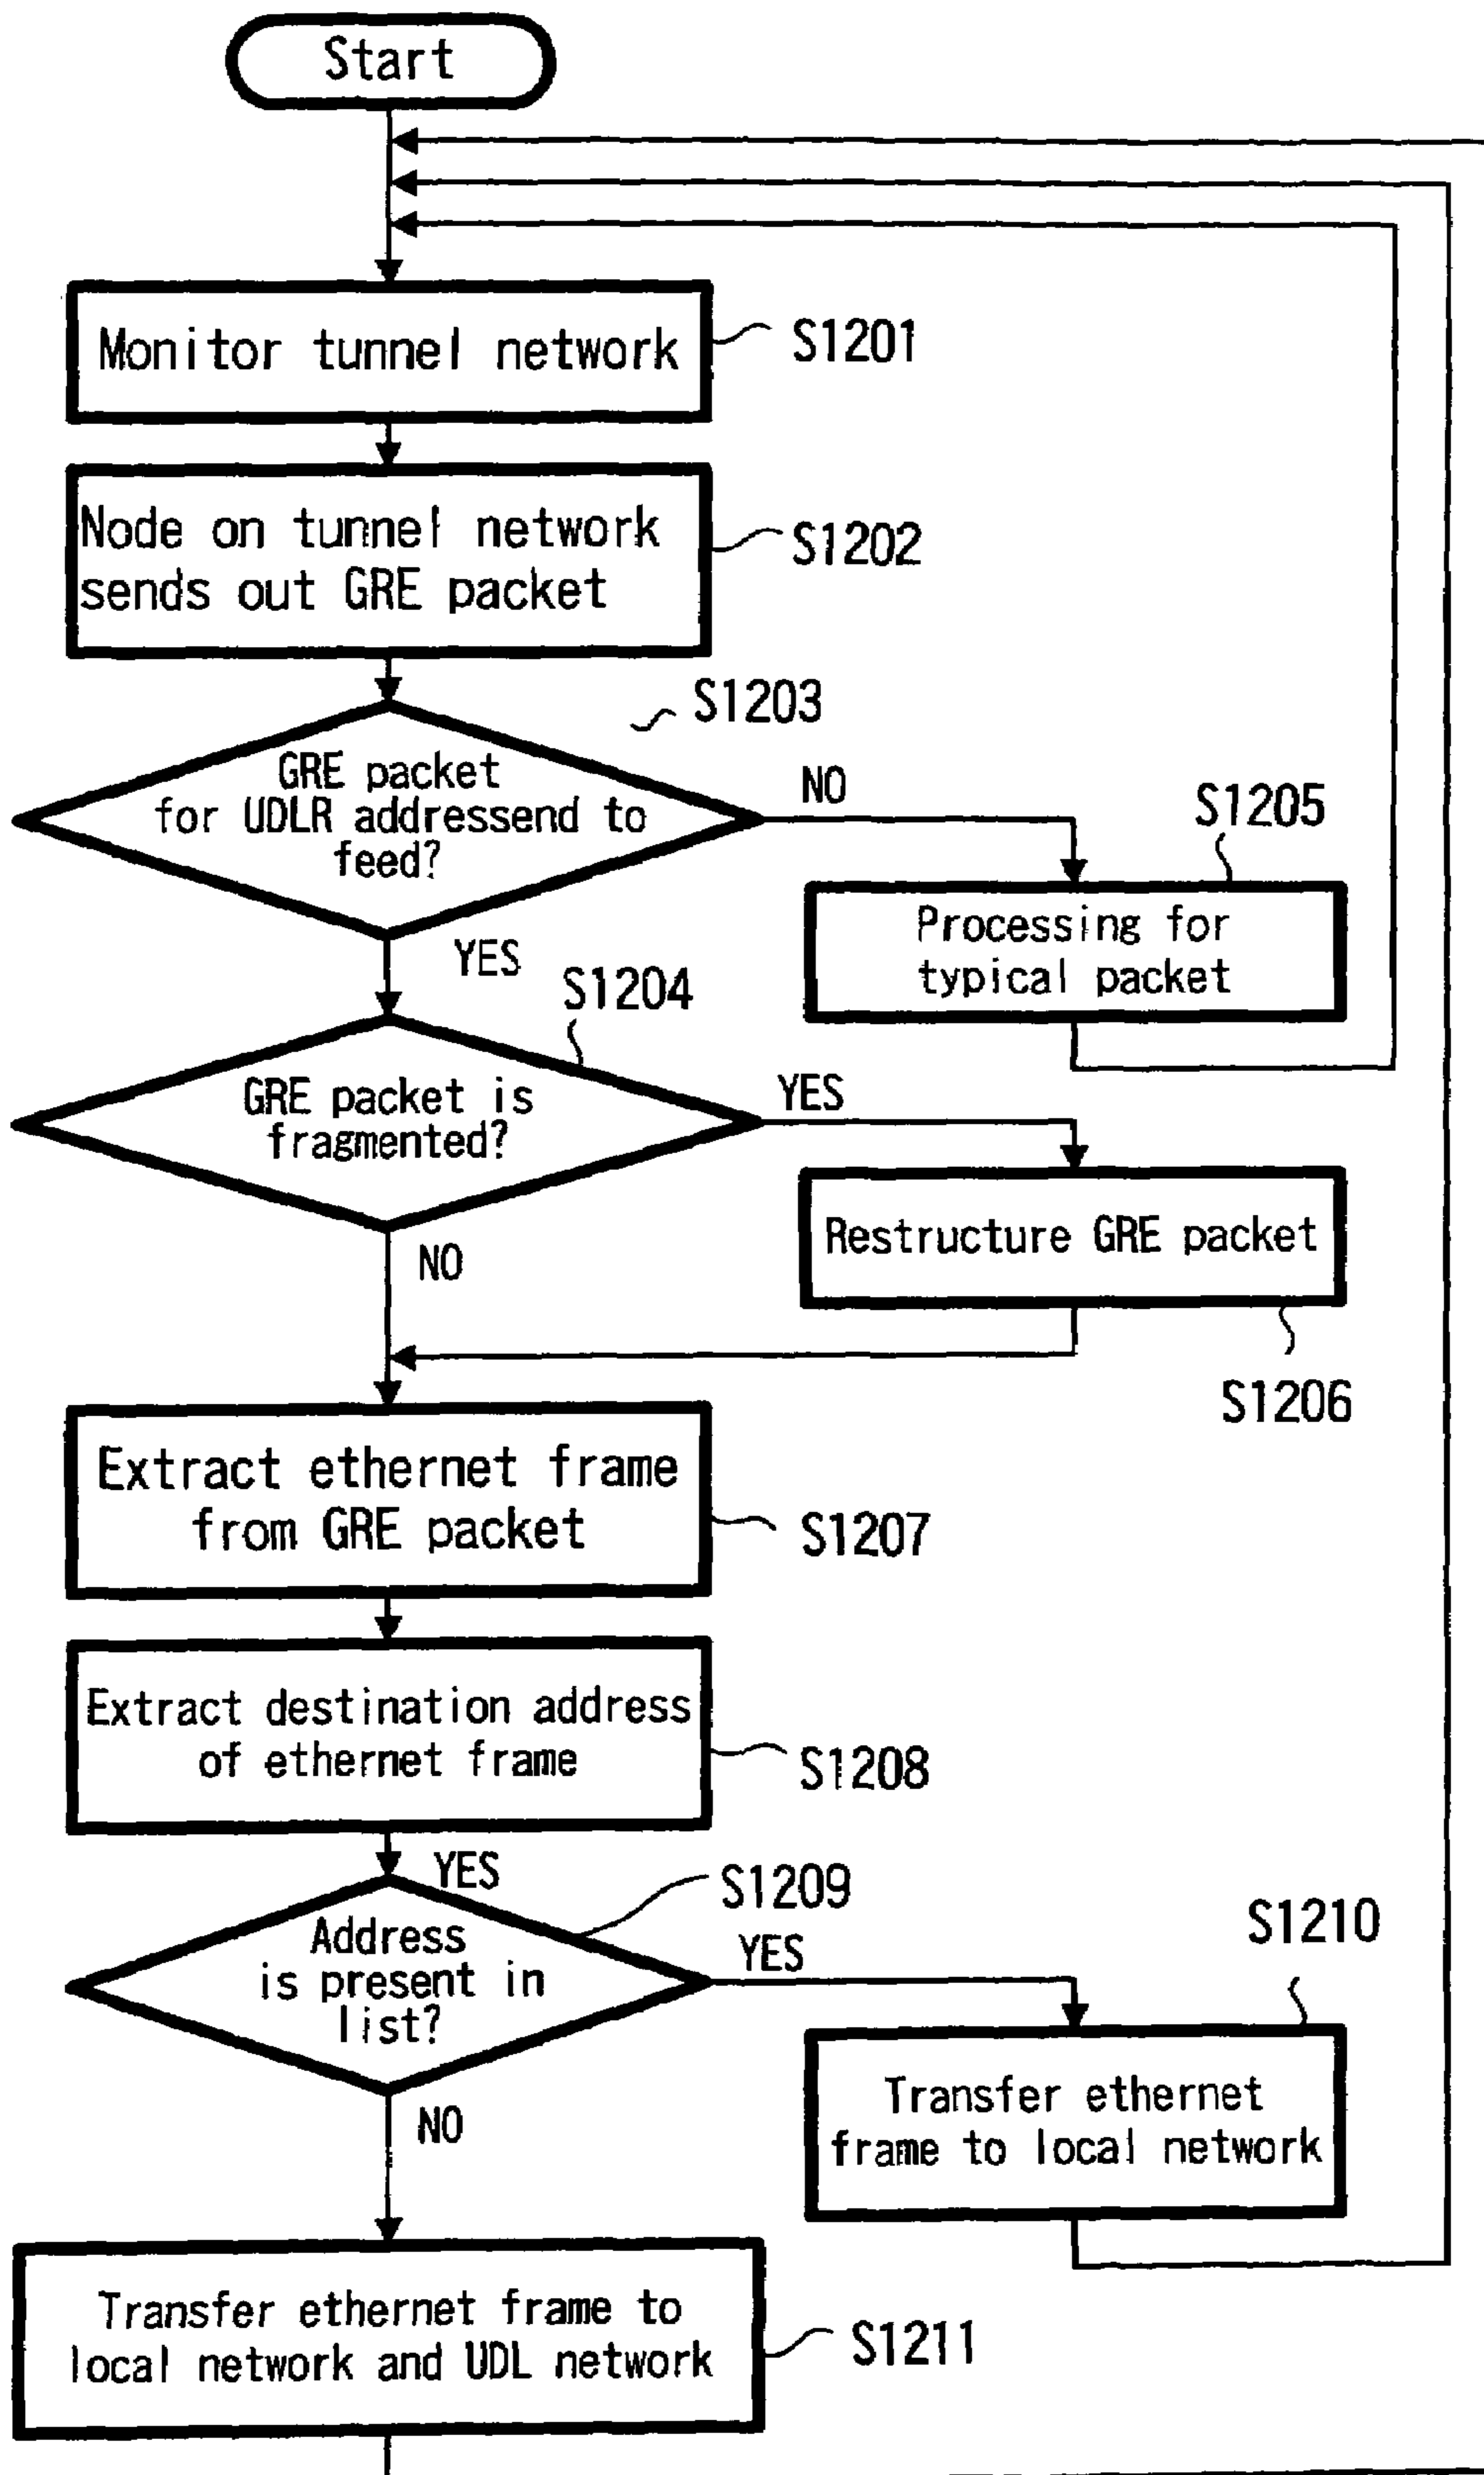 Start
Monitor tunnel network
S1201
Node on tunnel network
sends out GRE packet
S1202
S1203
GRE packet
for UDLR addressend to
feed?
NO
YES
S1205
Processing for
typical packet
S1204
GRE packet is
fragmented?
YES
NO
Restructure GRE packet
S1206
Extract ethernet frame
from GRE packet
S1207
Extract destination address
of ethernet frame
S1208
YES
S1209
Address
is present in
list?
YES
NO
S1210
Transfer ethernet
frame to local network
Transfer ethernet frame to
local network and UDL network
S1211